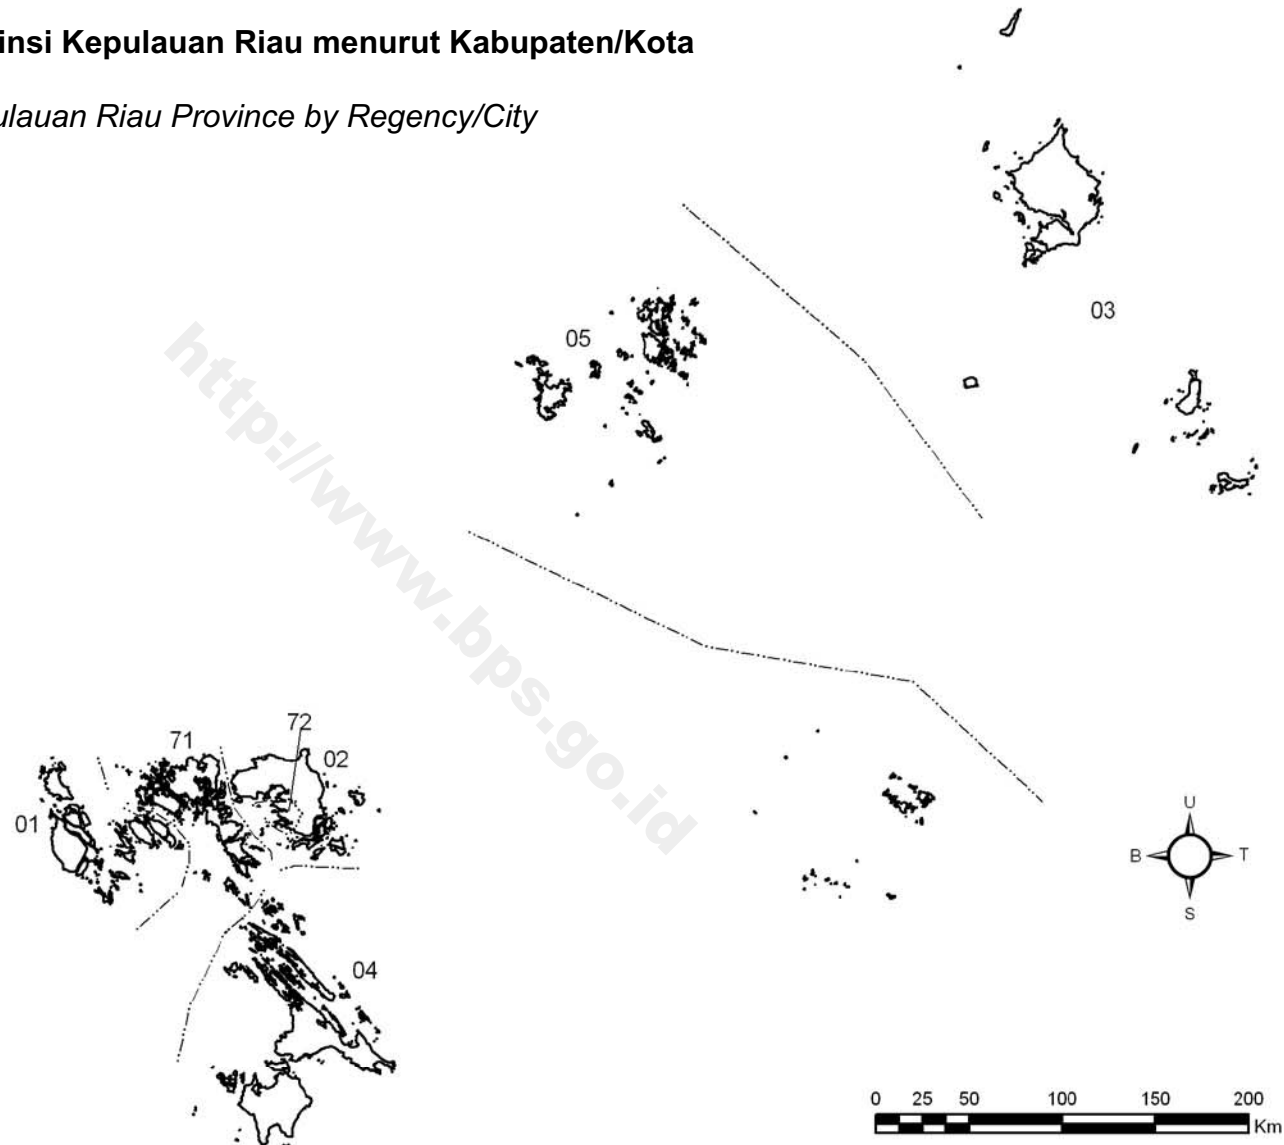 insi Kepulauan Riau menurut Kabupaten/Kota
ulauan Riau Province by Regency/City
03
05
http://www.bps.go.id
72
71
02
01
U
B T
S
04
0 25 50 100 150 200
Km